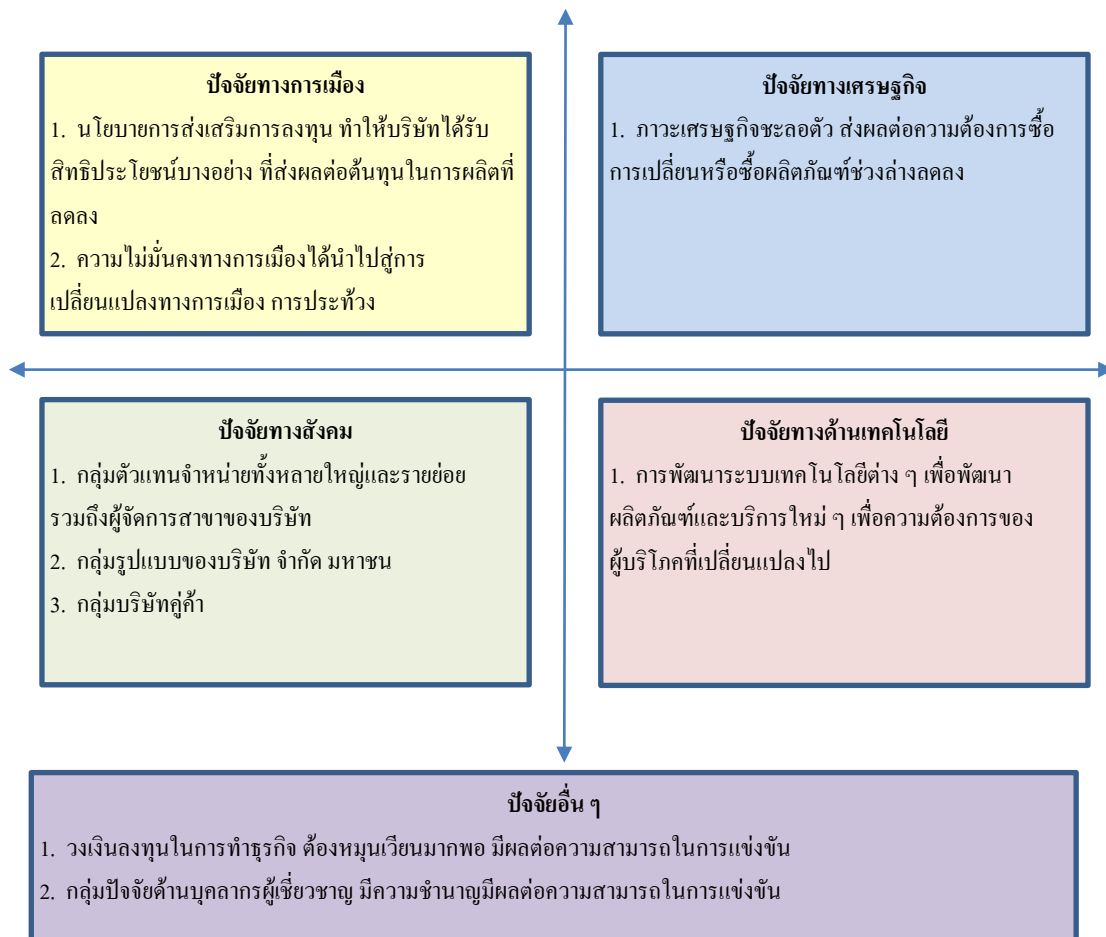 ปัจจัยทางการเมือง
1. นโยบายการส่งเสริมการลงทุน ทำให้บริษัทได้รับ
สิทธิประโยชน์บางอย่าง ที่ส่งผลต่อต้นทุนในการผลิตที่
ลดลง
2. ความไม่มั่นคงทางการเมืองได้นำไปสู่การ
เปลี่ยนแปลงทางการเมือง การประท้วง
ปัจจัยทางเศรษฐกิจ
1. ภาวะเศรษฐกิจชะลอตัว ส่งผลต่อความต้องการซื้อ
การเปลี่ยนหรือซื้อผลิตภัณฑ์ช่วงล่างลดลง
ปัจจัยทางสังคม
1. กลุ่มตัวแทนจำหน่ายทั้งหลายใหญ่และรายย่อย
รวมถึงผู้จัดการสาขาของบริษัท
2. กลุ่มรูปแบบของบริษัท จำกัด มหาชน
3. กลุ่มบริษัทคู่ค้า
ปัจจัยทางด้านเทคโนโลยี
1. การพัฒนาระบบเทคโนโลยีต่าง ๆ เพื่อพัฒนา
ผลิตภัณฑ์และบริการใหม่ ๆ เพื่อความต้องการของ
ผู้บริโภคที่เปลี่ยนแปลงไป
ปัจจัยอื่น ๆ
1. วงเงินลงทุนในการทำธุรกิจ ต้องหมุนเวียนมากพอ มีผลต่อความสามารถในการแข่งขัน
2. กลุ่มปัจจัยด้านบุคลากรผู้เชี่ยวชาญ มีความชำนาญมีผลต่อความสามารถในการแข่งขัน